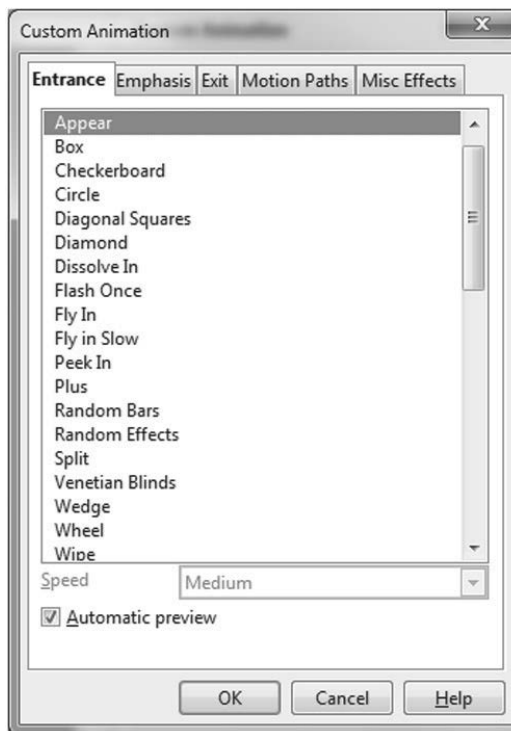 Custom Animation
Entrance Emphasis Exit Motion Paths Misc Effects
Appear
Box
Checkerboard
Circle
Diagonal Squares
Diamond
Dissolve In
Flash Once
Fly In
Fly in Slow
Peek In
Plus
Random Bars
Random Effects
Split
Venetian Blinds
Wedge
Wheel
Wipe
Speed Medium
Automatic preview
OK Cancel Help